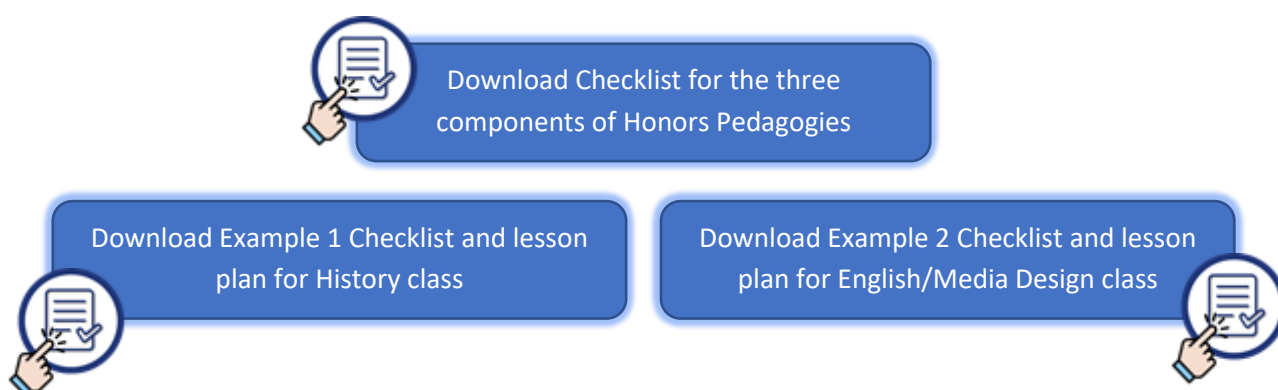 Download Checklist for the three
components of Honors Pedagogies
Download Example 1 Checklist and lesson
plan for History class
Download Example 2 Checklist and lesson
plan for English/Media Design class